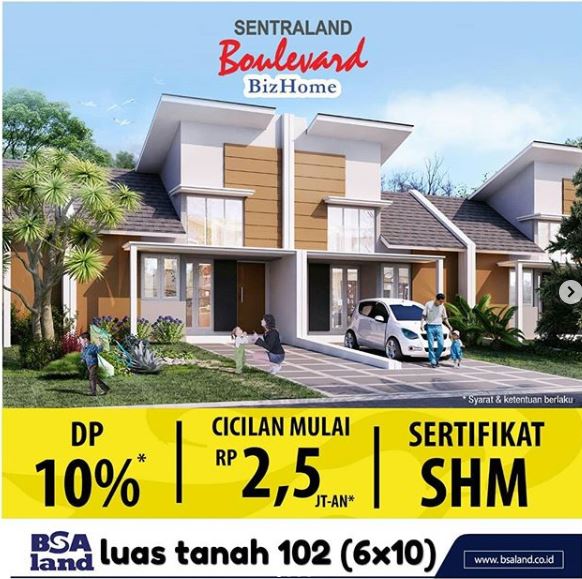 SENTRALAND
Boulevard
BizHome
* Syarat & ketentuan berlaku
DP
10%*
CICILAN MULAI
RP 2,5 JT-AN*
SERTIFIKAT
SHM
BSA
land
luas tanah 102 (6x10)
www.bsaland.co.id